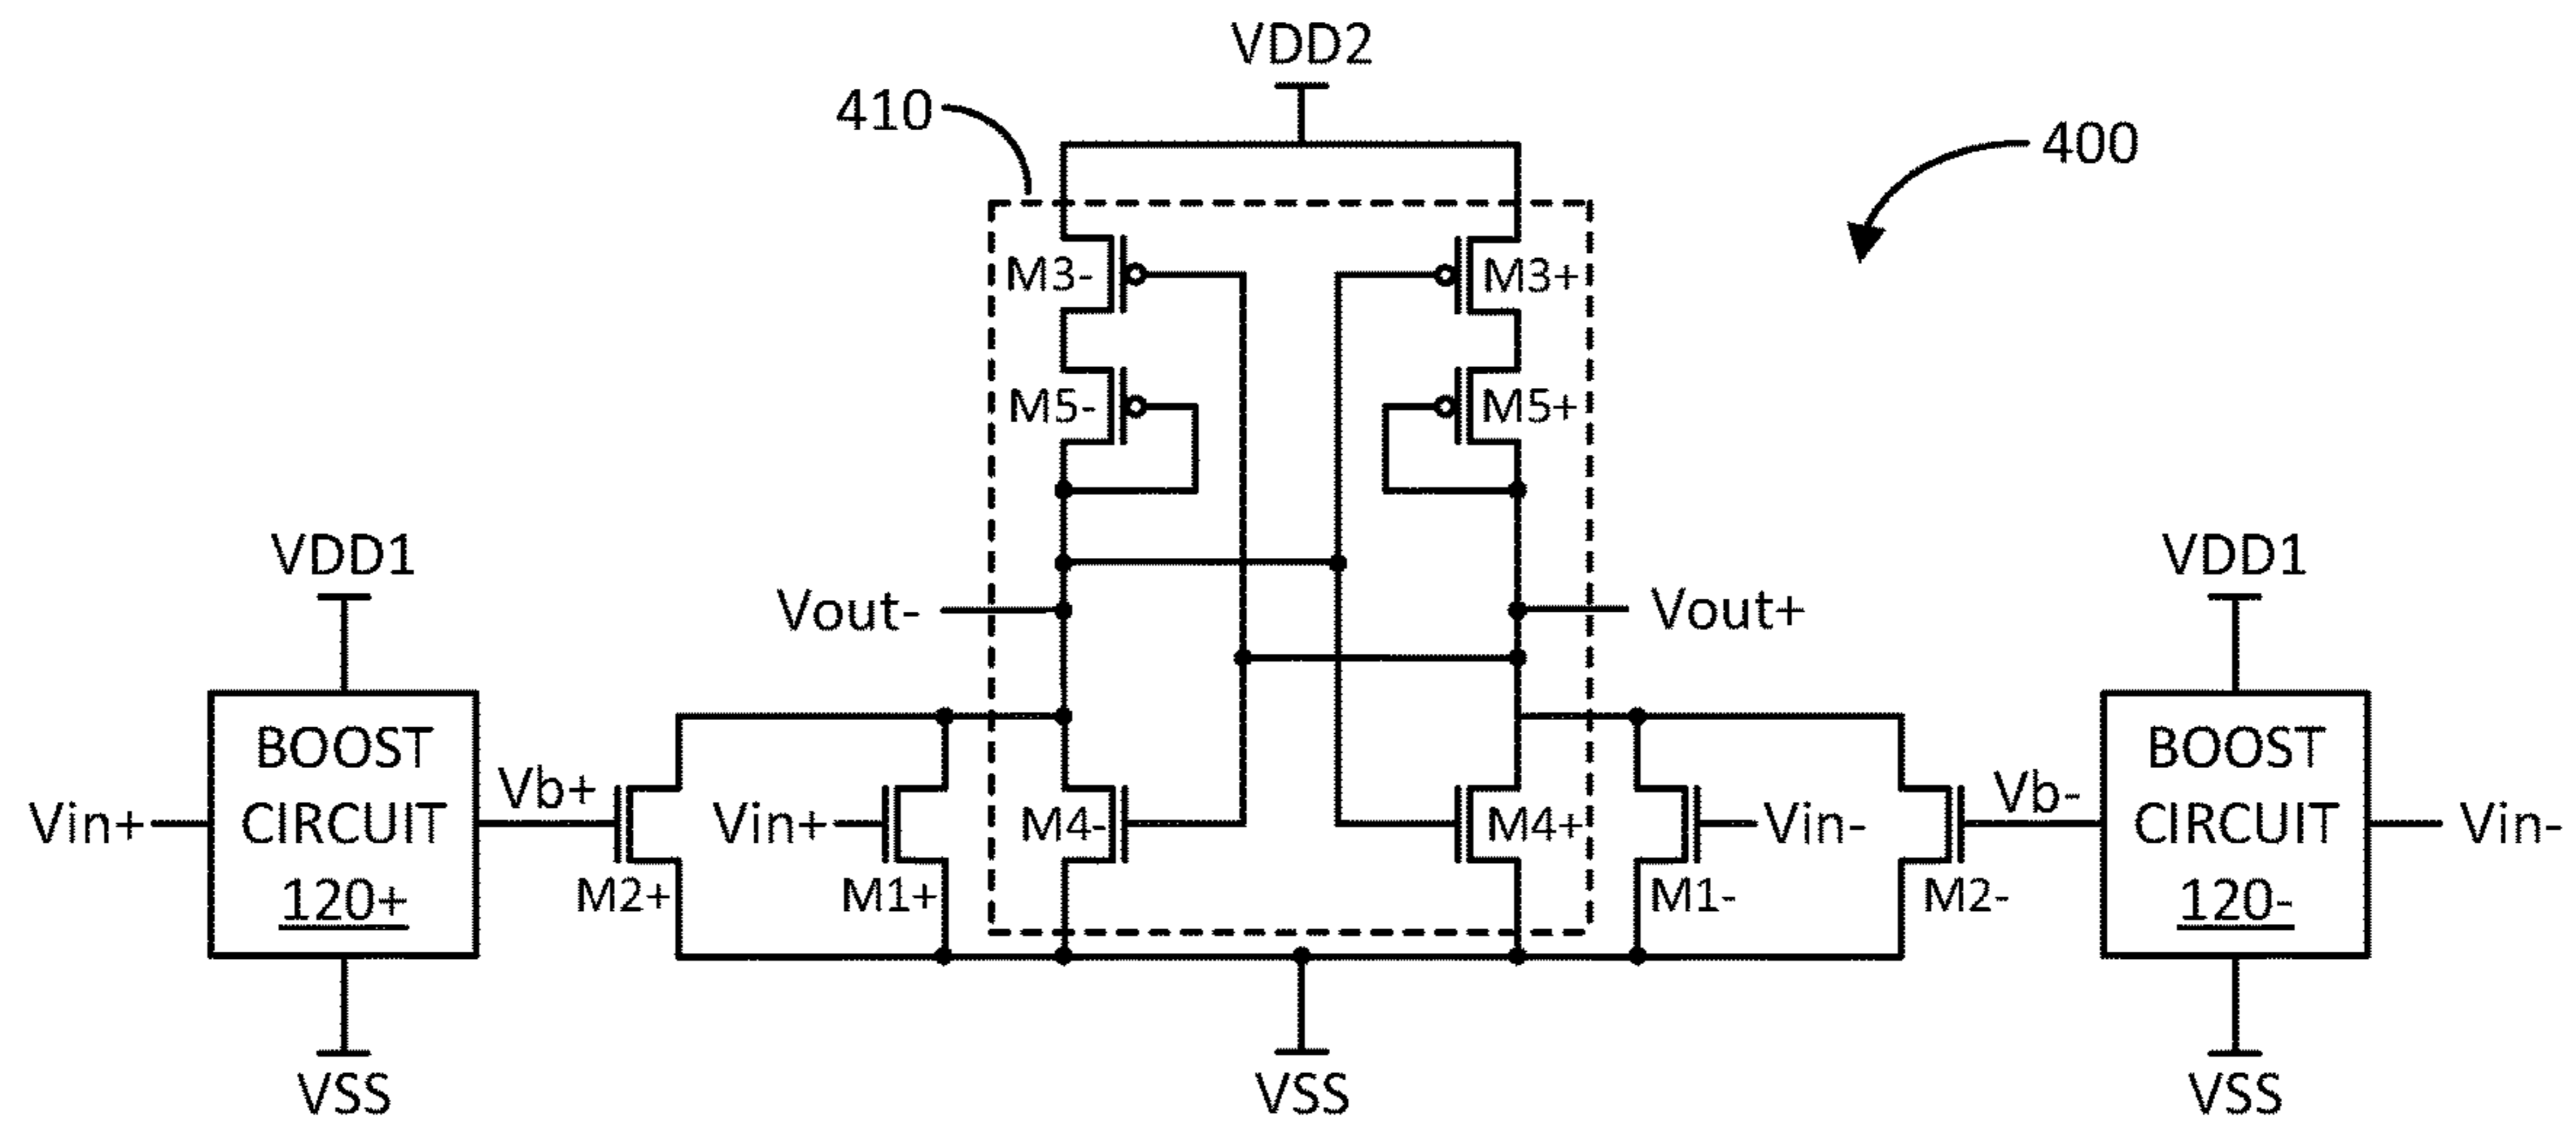 VDD2
410
400
M3-
M3+
M5-
M5+
VDD1
VDD1
Vout-
Vout+
BOOST
CIRCUIT
120+
BOOST
CIRCUIT
120-
Vin+
Vb+
Vin+
M4-
M4+
Vin-
Vb-
Vin-
M2+
M1+
M1-
M2-
VSS
VSS
VSS